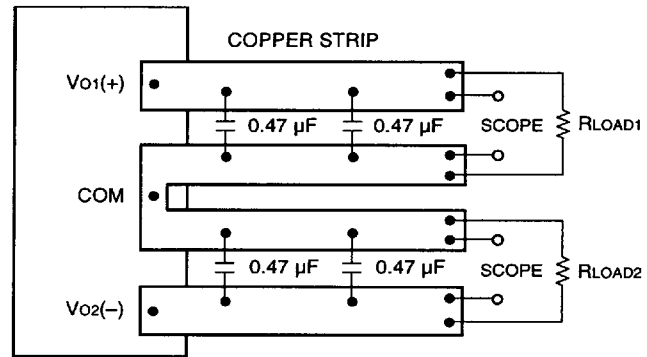 COPPER STRIP
VO1(+)
0.47 µF 0.47 µF
SCOPE RLOAD1
COM
0.47 µF 0.47 µF
SCOPE RLOAD2
VO2(–)